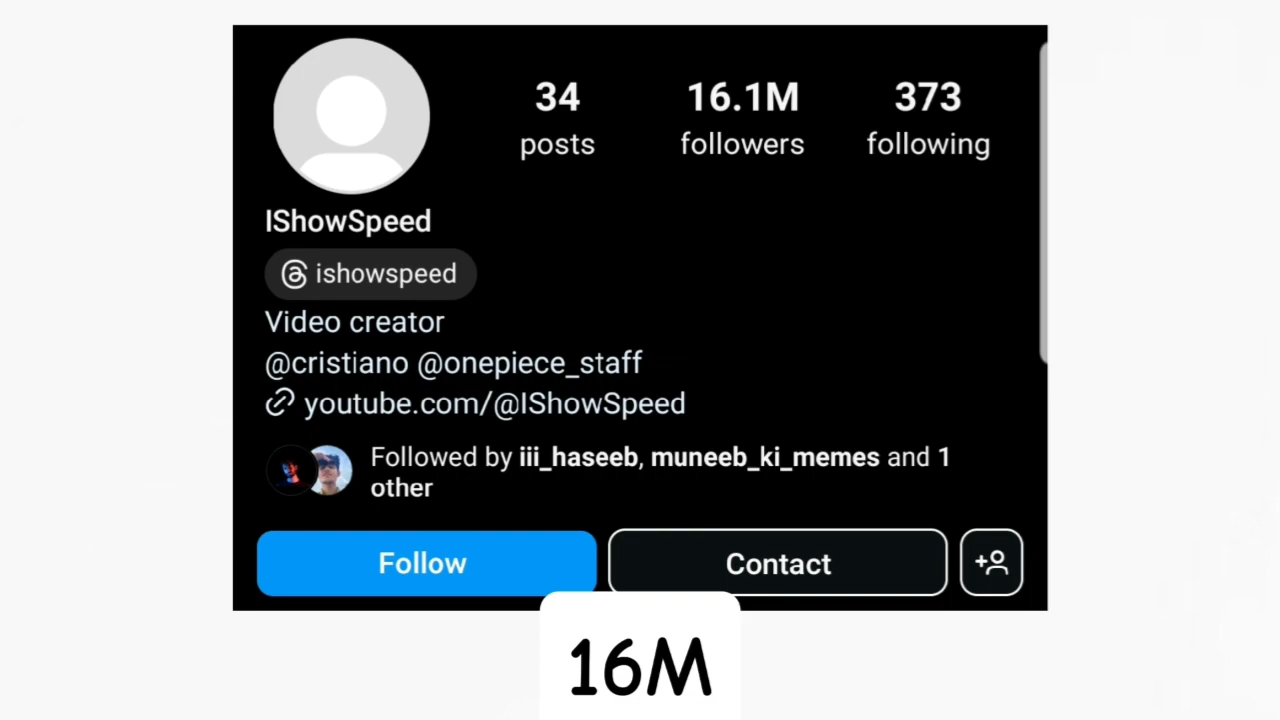 34 16.1M 373
posts followers following
IShowSpeed
ishowspeed
Video creator
@cristiano @onepiece_staff
youtube.com/@IShowSpeed
Followed by iii_haseeb, muneeb_ki_memes and 1
other
Follow Contact
16M